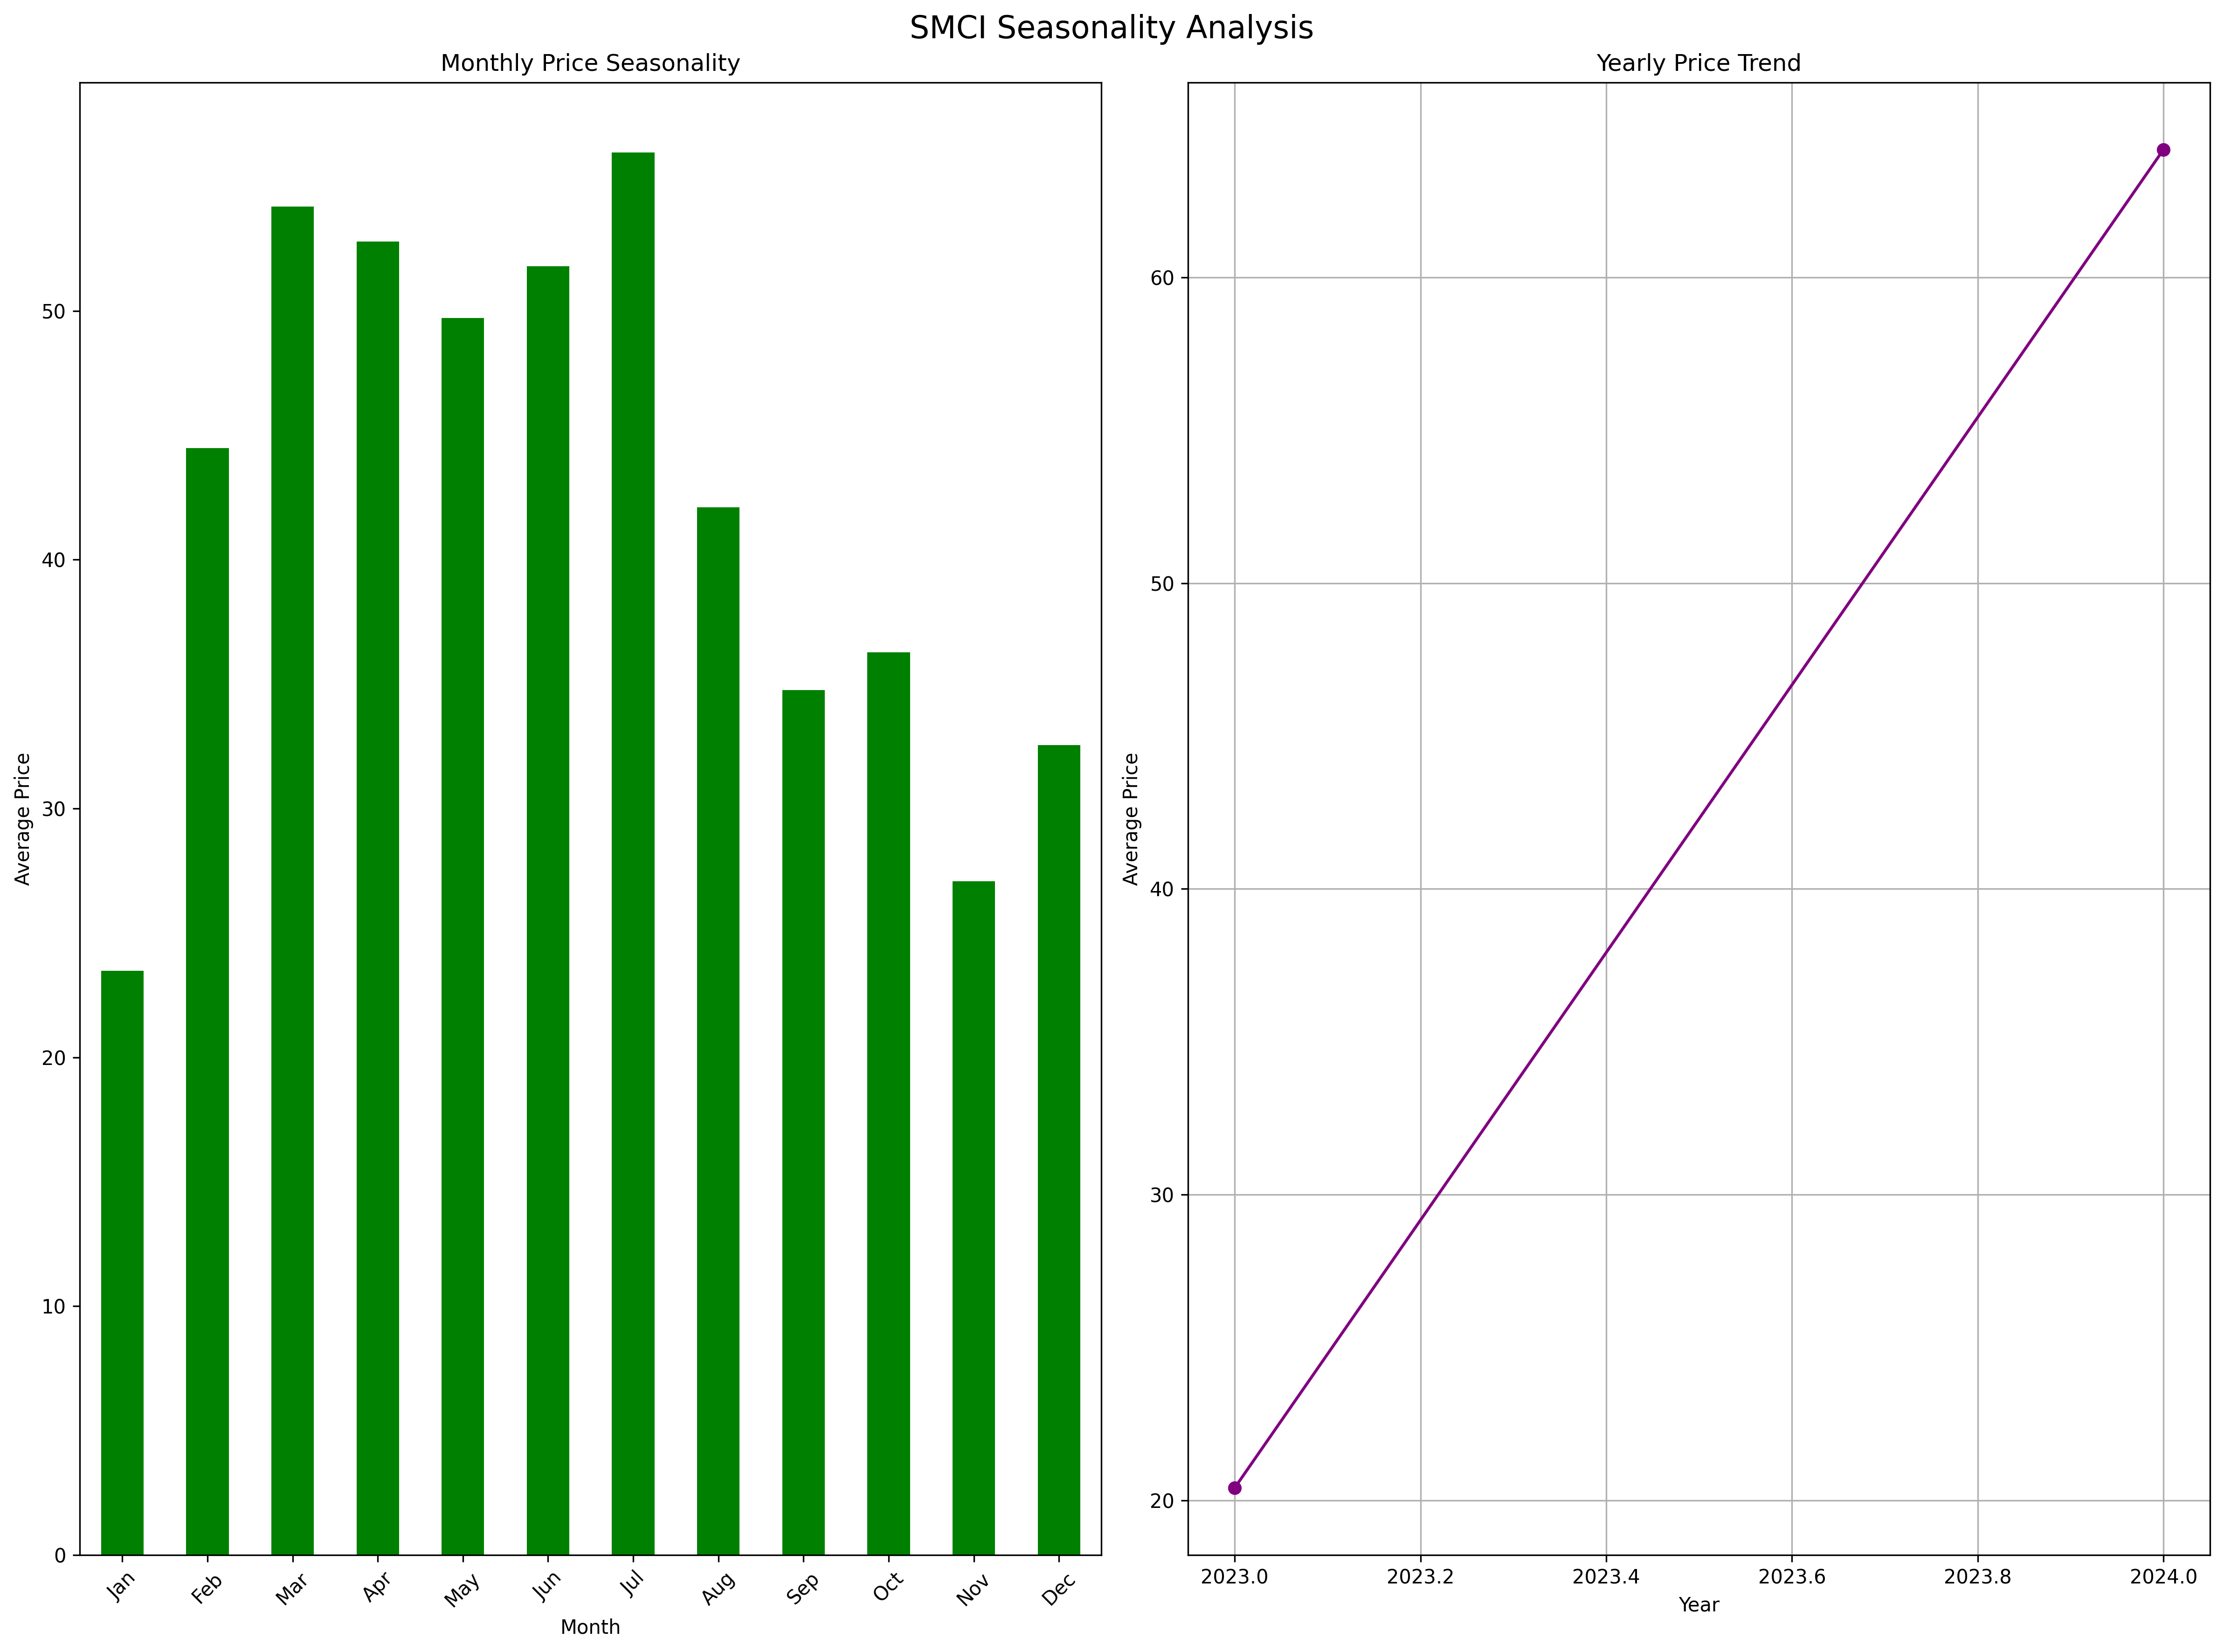 SMCI Seasonality Analysis
Monthly Price Seasonality
Average Price
50
40
30
20
10
0
Jan Feb Mar Apr May Jun Jul Aug Sep Oct Nov Dec
Month
Yearly Price Trend
Average Price
60
50
40
30
20
2023.0 2023.2 2023.4 2023.6 2023.8 2024.0
Year